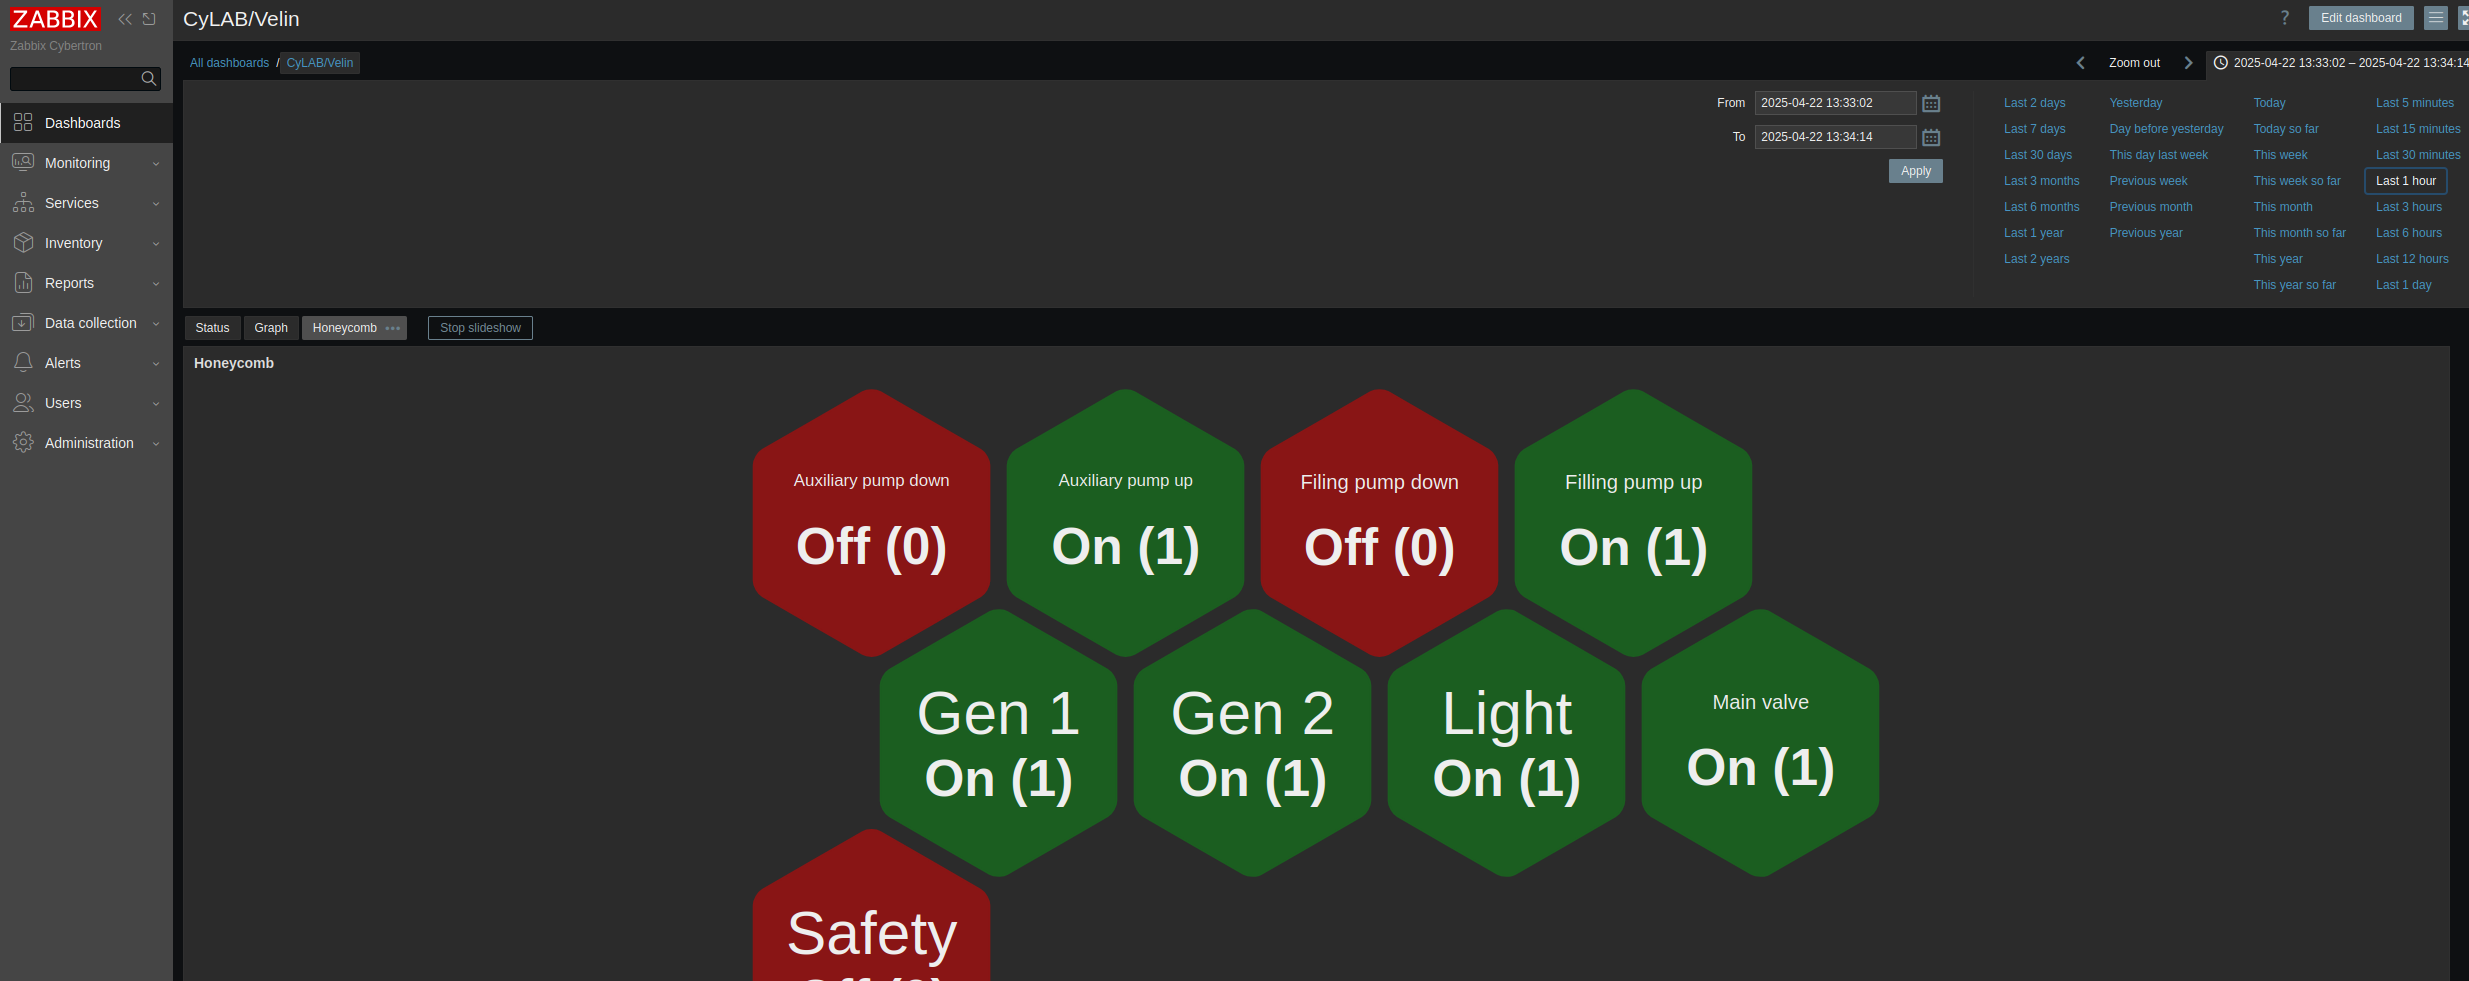 ZABBIX
Zabbix Cybertron
Dashboards
Monitoring
Services
Inventory
Reports
Data collection
Alerts
Users
Administration
CyLAB/Velin
? Edit dashboard
All dashboards / CyLAB/Velin
Zoom out
2025-04-22 13:33:02 – 2025-04-22 13:34:14
From 2025-04-22 13:33:02
To 2025-04-22 13:34:14
Apply
Last 2 days Yesterday Today Last 5 minutes
Last 7 days Day before yesterday Today so far Last 15 minutes
Last 30 days This day last week This week Last 30 minutes
Last 3 months Previous week This week so far Last 1 hour
Last 6 months Previous month This month Last 3 hours
Last 1 year Previous year This month so far Last 6 hours
Last 2 years This year Last 12 hours
This year so far Last 1 day
Status Graph Honeycomb ••• Stop slideshow
Honeycomb
Auxiliary pump down
Off (0)
Auxiliary pump up
On (1)
Filing pump down
Off (0)
Filling pump up
On (1)
Gen 1
On (1)
Gen 2
On (1)
Light
On (1)
Main valve
On (1)
Safety